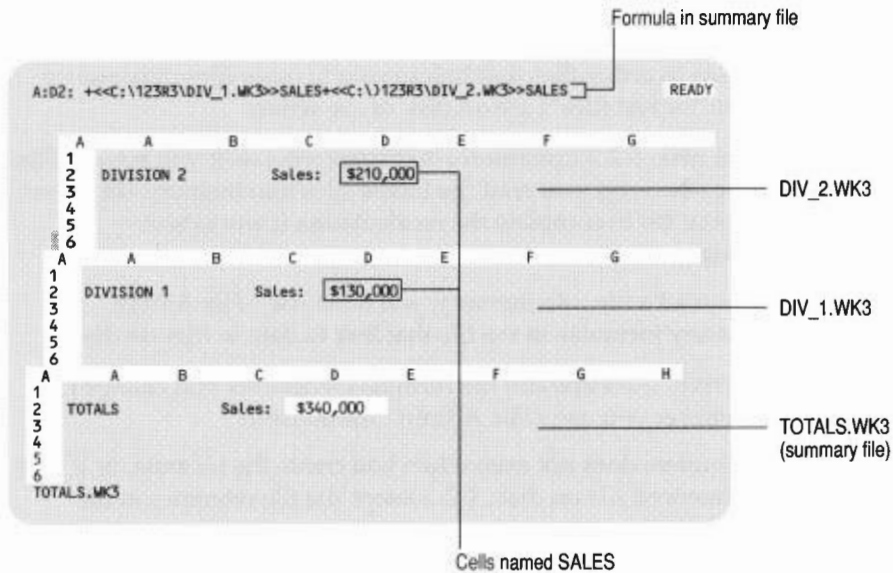 Formula in summary file
A:D2: +<<C:\123R3\DIV_1.WK3>>SALES+<<C:\)123R3\DIV_2.WK3>>SALES READY
A A B C D E F G
1
2 DIVISION 2 Sales: $210,000
DIV_2.WK3
3
4
5
6
A A B C D E F G
1
2 DIVISION 1 Sales: $130,000
3
DIV_1.WK3
4
5
6
A A B C D E F G H
1
2 TOTALS Sales: $340,000
3
TOTALS.WK3
(summary file)
4
5
6
TOTALS.WK3
Cells named SALES